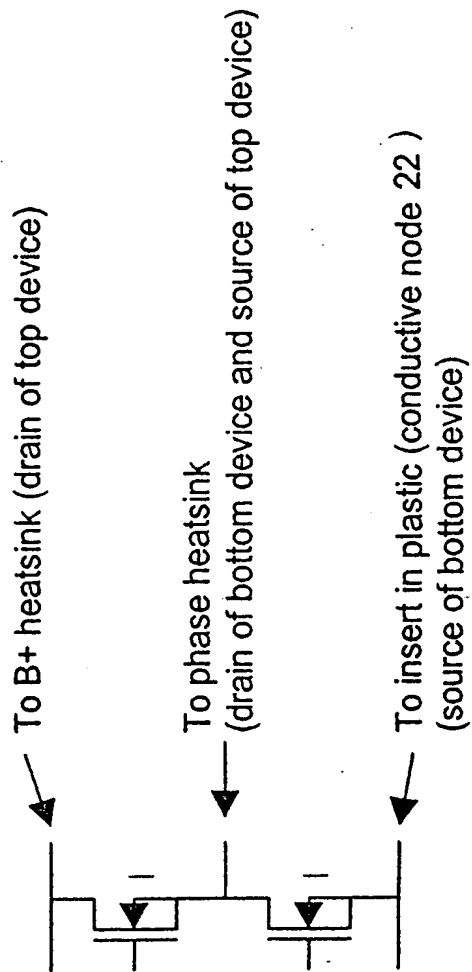 To B+ heatsink (drain of top device)
To phase heatsink
(drain of bottom device and source of top device)
To insert in plastic (conductive node 22 )
(source of bottom device)